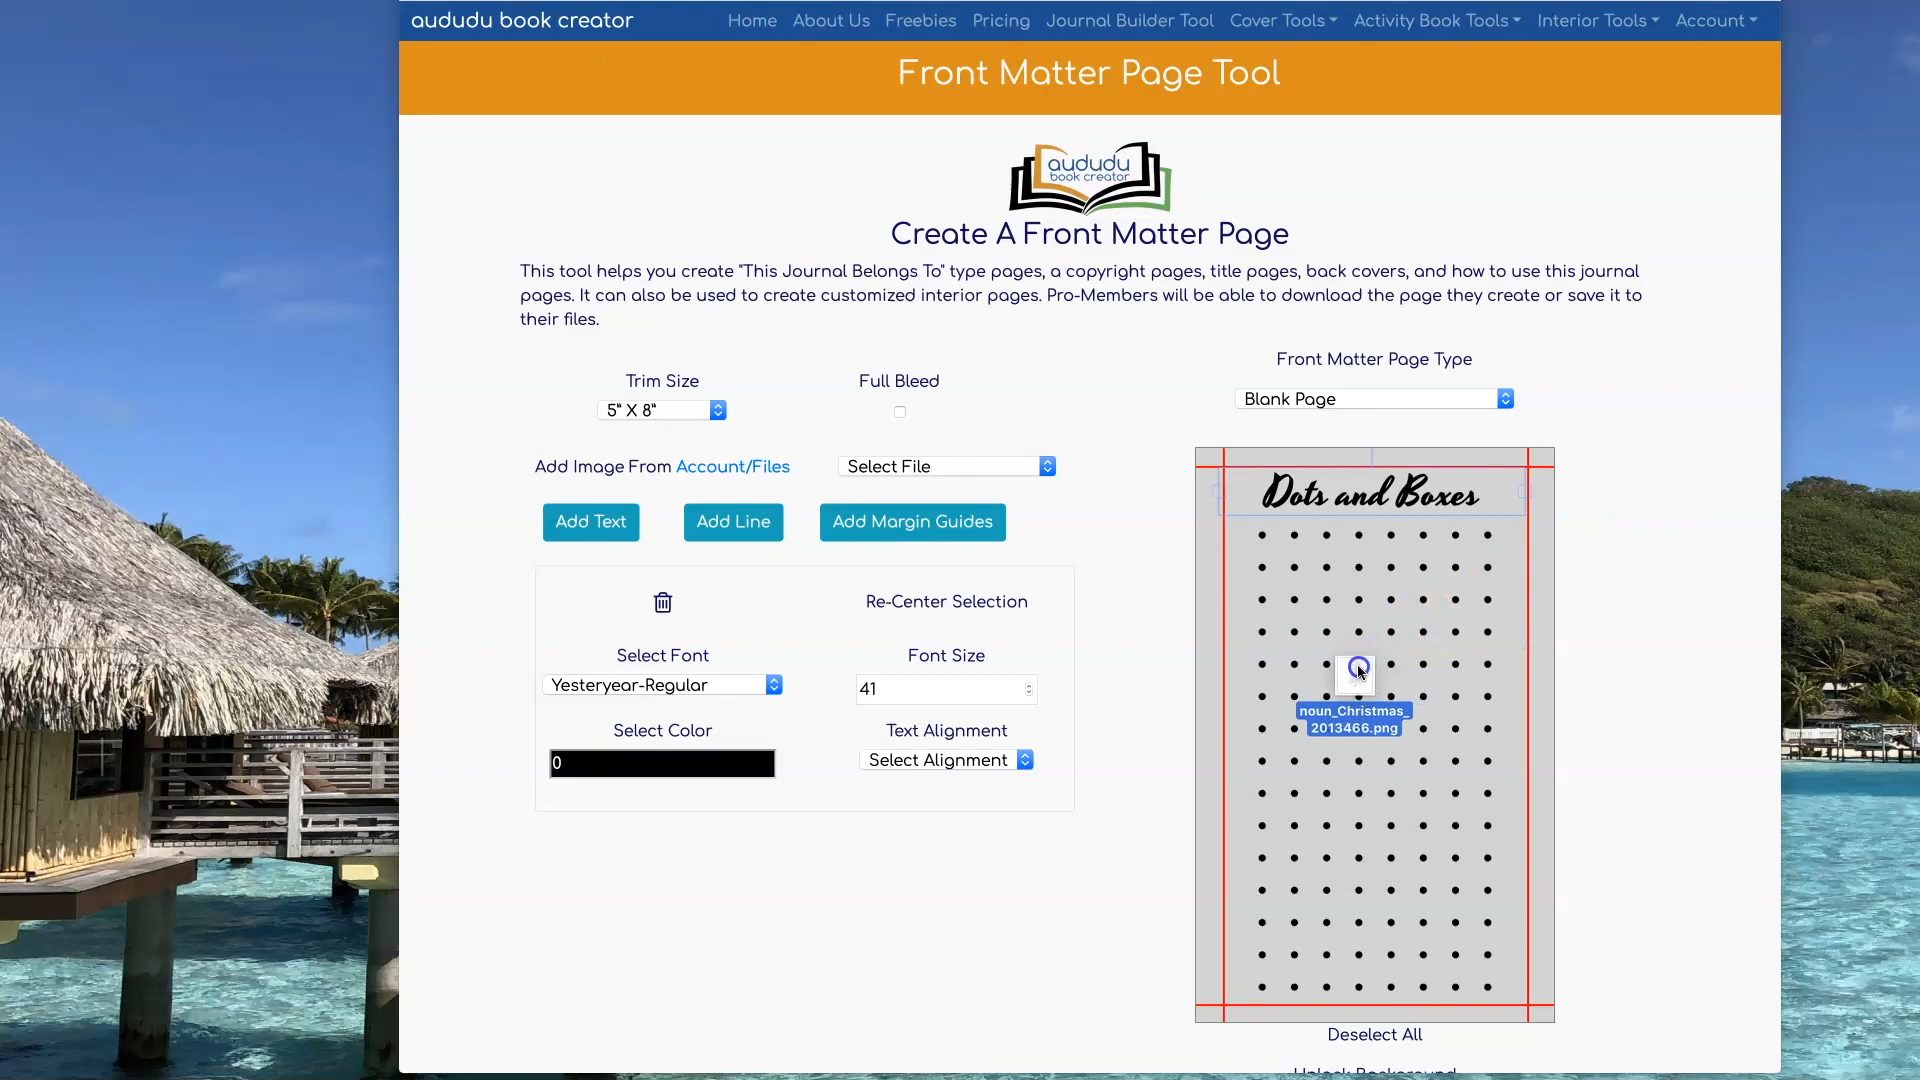 aududu book creator
Home About Us Freebies Pricing Journal Builder Tool Cover Tools Activity Book Tools Interior Tools Account
Front Matter Page Tool
aududu
book creator
Create A Front Matter Page
This tool helps you create "This Journal Belongs To" type pages, a copyright pages, title pages, back covers, and how to use this journal
pages. It can also be used to create customized interior pages. Pro-Members will be able to download the page they create or save it to
their files.
Trim Size
Full Bleed
5" X 8"
Add Image From Account/Files
Select File
Add Text
Add Line
Add Margin Guides
Re-Center Selection
Select Font
Font Size
Yesteryear-Regular
41
Select Color
Text Alignment
0
Select Alignment
Front Matter Page Type
Blank Page
Dots and Boxes
noun_Christmas_
2013466.png
Deselect All
Unlock Background